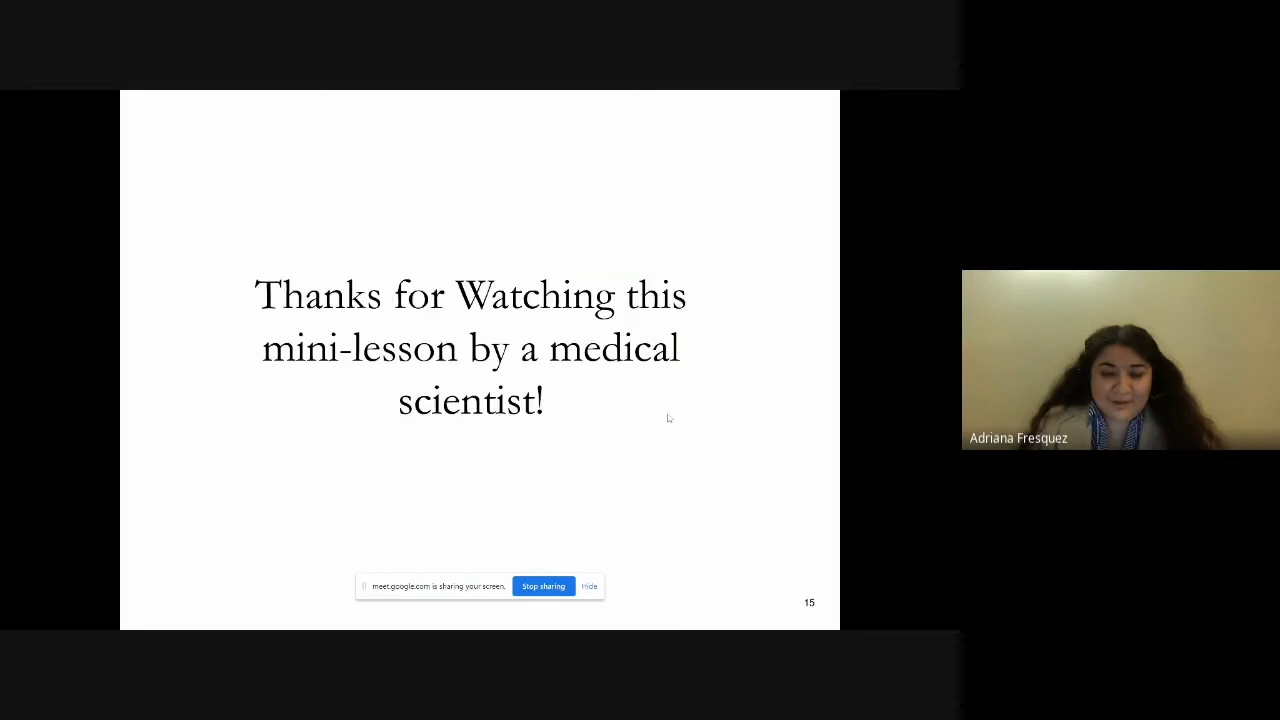 Thanks for Watching this
mini-lesson by a medical
scientist!
Adriana Fresquez
meet.google.com is sharing your screen.
Stop sharing
Hide
15